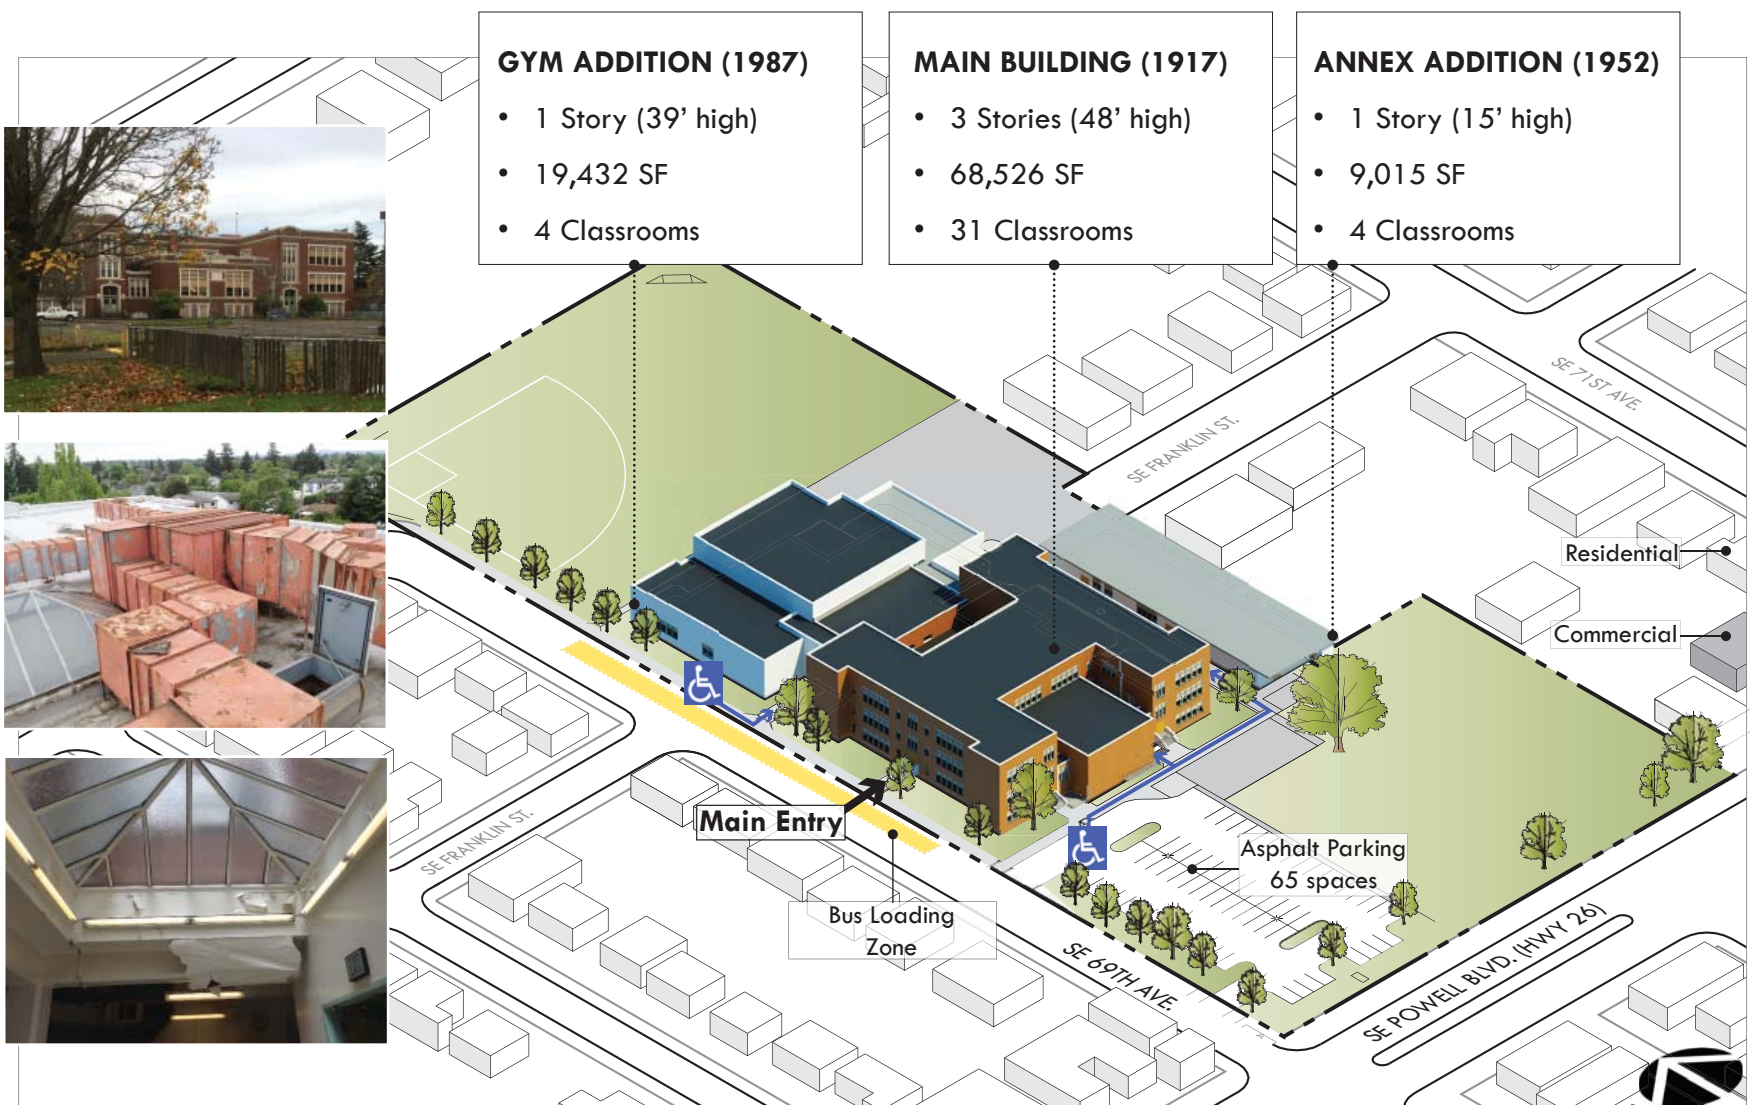 GYM ADDITION (1987)
• 1 Story (39’ high)
• 19,432 SF
• 4 Classrooms
MAIN BUILDING (1917)
• 3 Stories (48’ high)
• 68,526 SF
• 31 Classrooms
ANNEX ADDITION (1952)
• 1 Story (15’ high)
• 9,015 SF
• 4 Classrooms
SE 71ST AVE.
SE FRANKLIN ST.
Residential
Commercial
Main Entry
SE FRANKLIN ST.
Asphalt Parking
65 spaces
Bus Loading
Zone
SE 69TH AVE.
SE POWELL BLVD. (HWY 26)